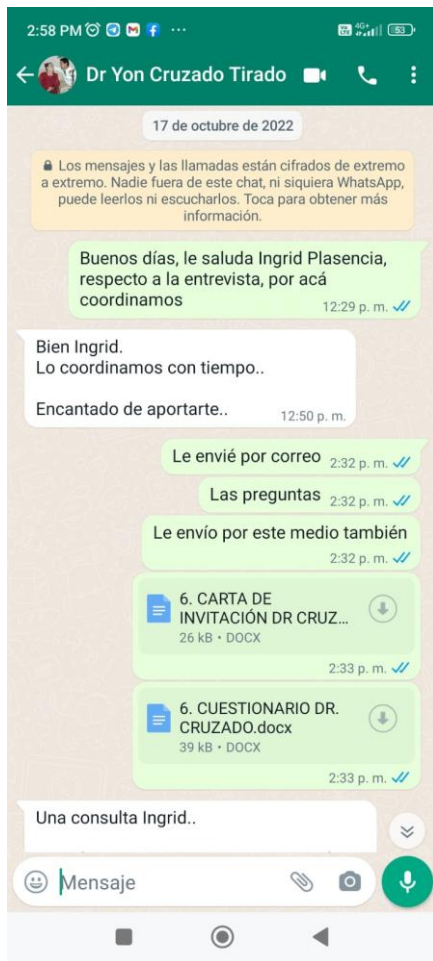 2:58 PM
4G+
53
Dr Yon Cruzado Tirado
17 de octubre de 2022
Los mensajes y las llamadas están cifrados de extremo
a extremo. Nadie fuera de este chat, ni siquiera WhatsApp,
puede leerlos ni escucharlos. Toca para obtener más
información.
Buenos días, le saluda Ingrid Plasencia,
respecto a la entrevista, por acá
coordinamos
12:29 p. m.
Bien Ingrid.
Lo coordinamos con tiempo..
Encantado de aportarte..
12:50 p. m.
Le envié por correo 2:32 p. m.
Las preguntas 2:32 p. m.
Le envío por este medio también
2:32 p. m.
6. CARTA DE
INVITACIÓN DR CRUZ...
26 kB • DOCX
2:33 p. m.
6. CUESTIONARIO DR.
CRUZADO.docx
39 kB • DOCX
2:33 p. m.
Una consulta Ingrid..
Mensaje